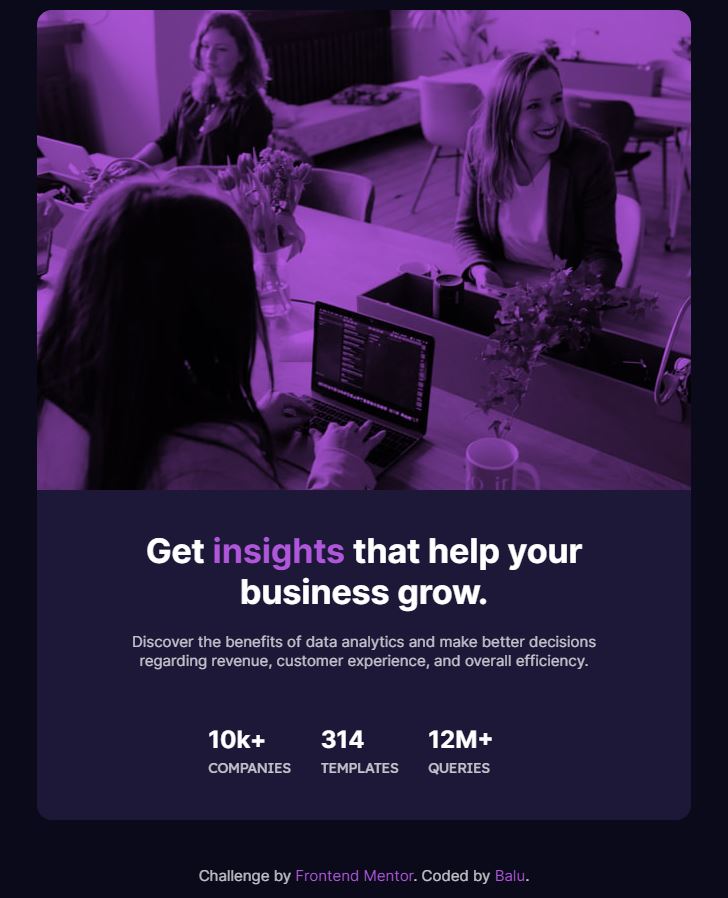 Get insights that help your
business grow.
Discover the benefits of data analytics and make better decisions
regarding revenue, customer experience, and overall efficiency.
10k+ 314 12M+
COMPANIES TEMPLATES QUERIES
Challenge by Frontend Mentor. Coded by Balu.